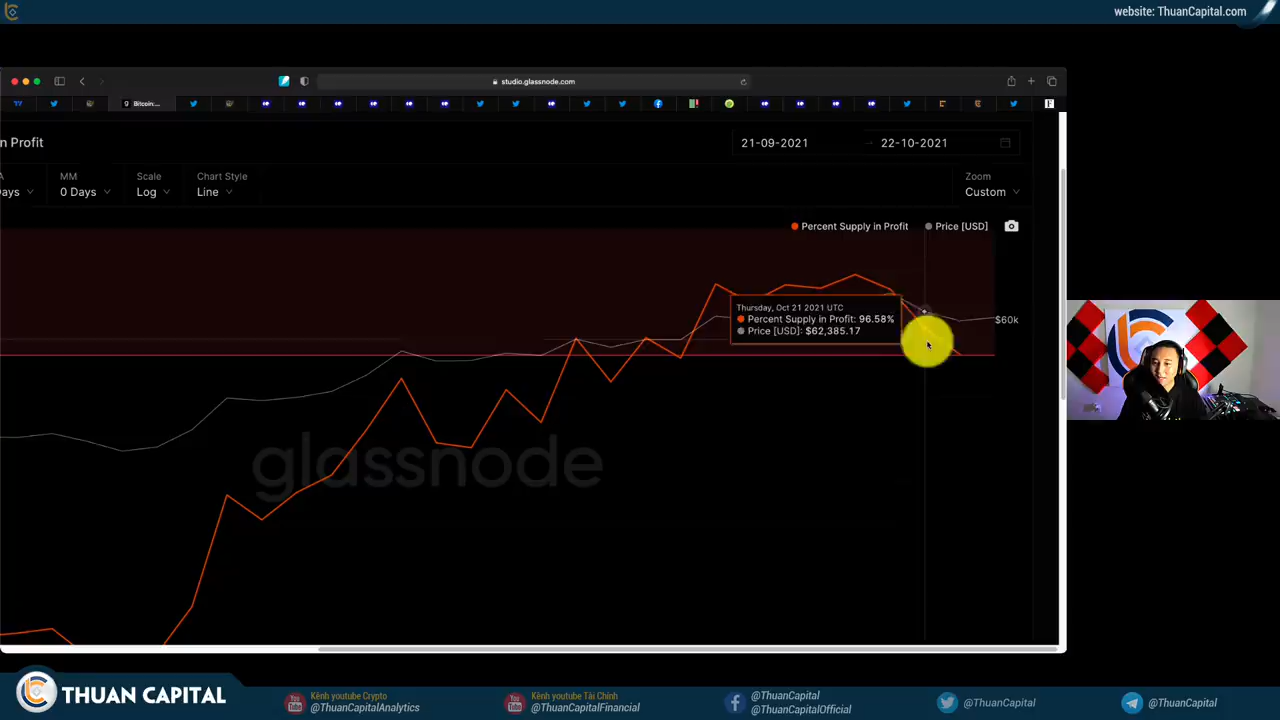 website: ThuanCapital.com
studio.glassnode.com
Bitcoin:...
n Profit
21-09-2021
22-10-2021
MM
Scale
Chart Style
Zoom
ays
0 Days
Log
Line
Custom
Percent Supply in Profit
Price [USD]
Thursday, Oct 21 2021 UTC
Percent Supply in Profit: 96.58%
Price [USD]: $62,385.17
$60k
glassnode
THUAN CAPITAL
Kênh youtube Crypto
@ThuanCapitalAnalytics
Kênh youtube Tài Chính
@ThuanCapitalFinancial
@ThuanCapital
@ThuanCapitalOfficial
@ThuanCapital
@ThuanCapital